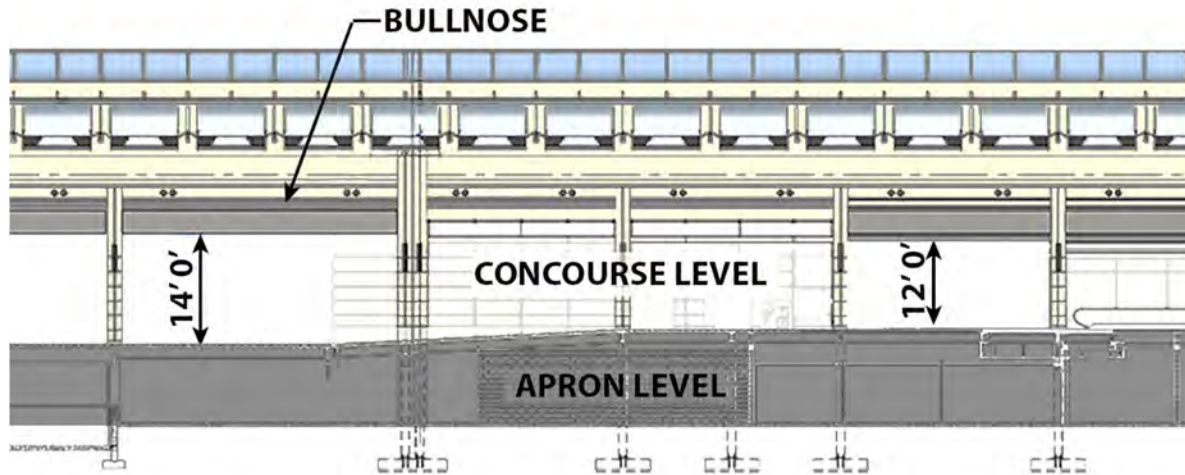 BULLNOSE
CONCOURSE LEVEL
14' 0'
12' 0'
APRON LEVEL